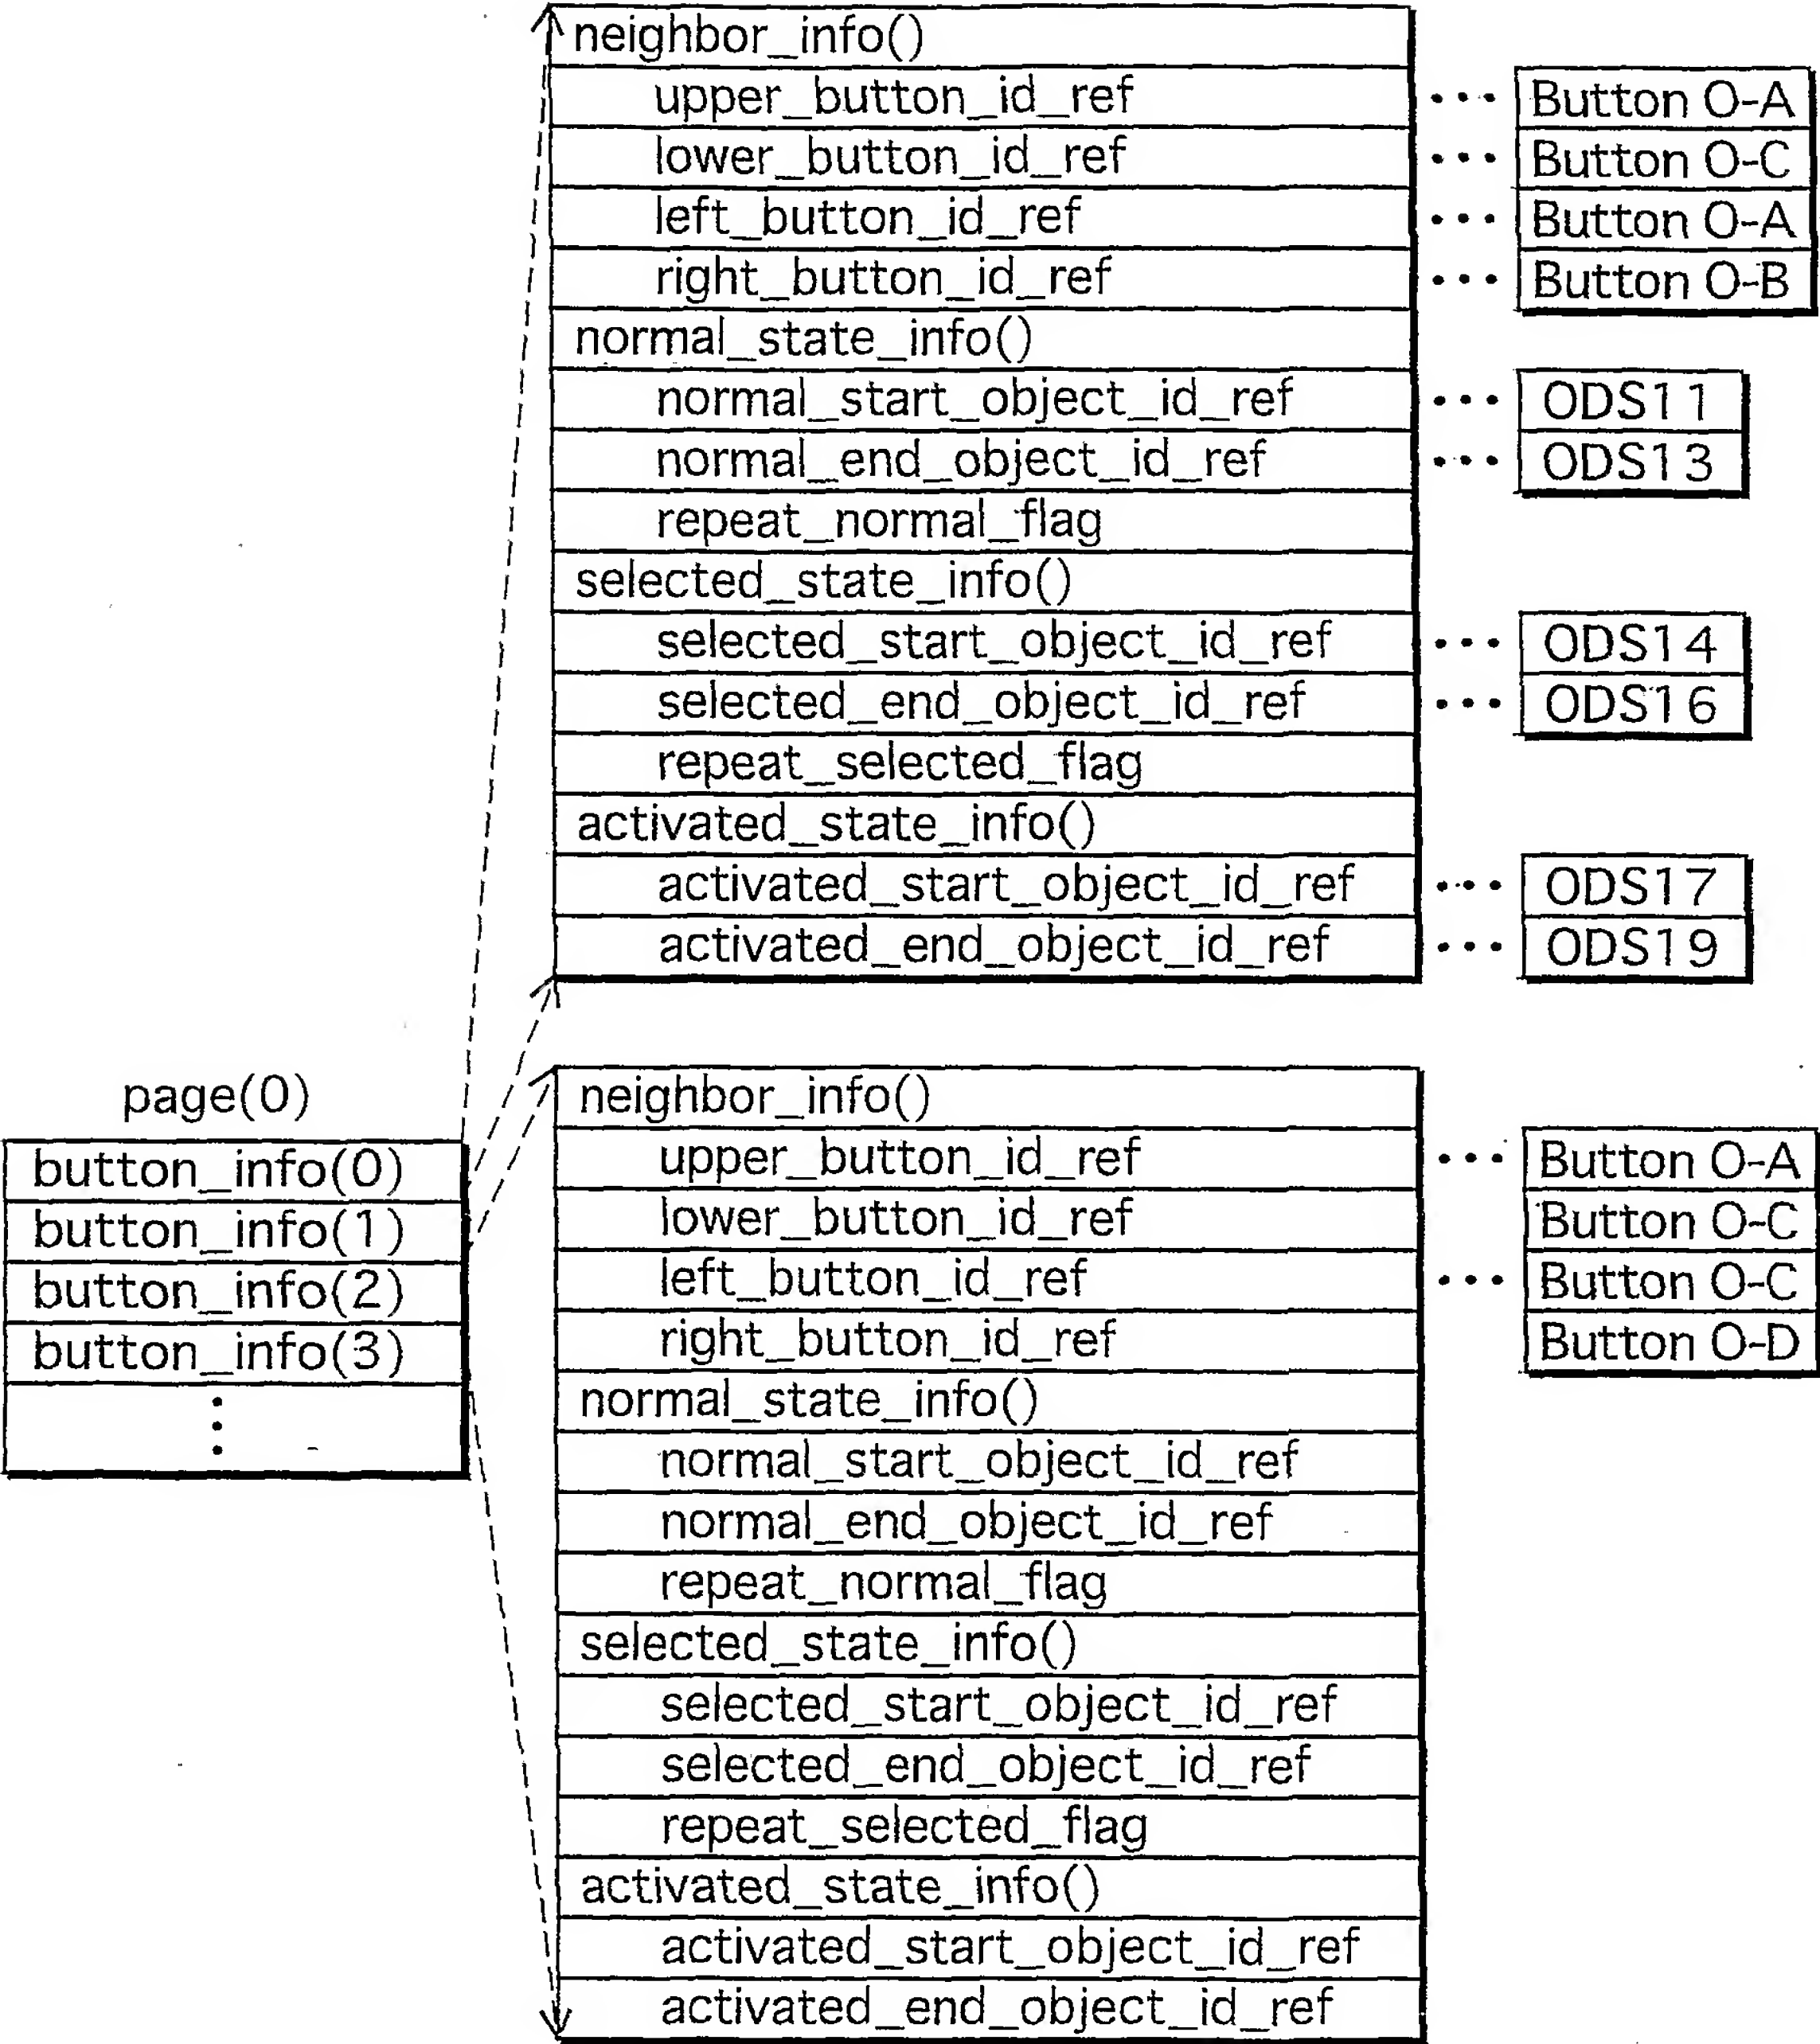 neighbor_info()
upper_button_id_ref ··· Button O-A
lower_button_id_ref ··· Button O-C
left_button_id_ref ··· Button O-A
right_button_id_ref ··· Button O-B
normal_state_info()
normal_start_object_id_ref ··· ODS11
normal_end_object_id_ref ··· ODS13
repeat_normal_flag
selected_state_info()
selected_start_object_id_ref ··· ODS14
selected_end_object_id_ref ··· ODS16
repeat_selected_flag
activated_state_info()
activated_start_object_id_ref ··· ODS17
activated_end_object_id_ref ··· ODS19
page(0)
button_info(0)
button_info(1)
button_info(2)
button_info(3)
⋮
neighbor_info()
upper_button_id_ref ··· Button O-A
lower_button_id_ref Button O-C
left_button_id_ref ··· Button O-C
right_button_id_ref Button O-D
normal_state_info()
normal_start_object_id_ref
normal_end_object_id_ref
repeat_normal_flag
selected_state_info()
selected_start_object_id_ref
selected_end_object_id_ref
repeat_selected_flag
activated_state_info()
activated_start_object_id_ref
activated_end_object_id_ref